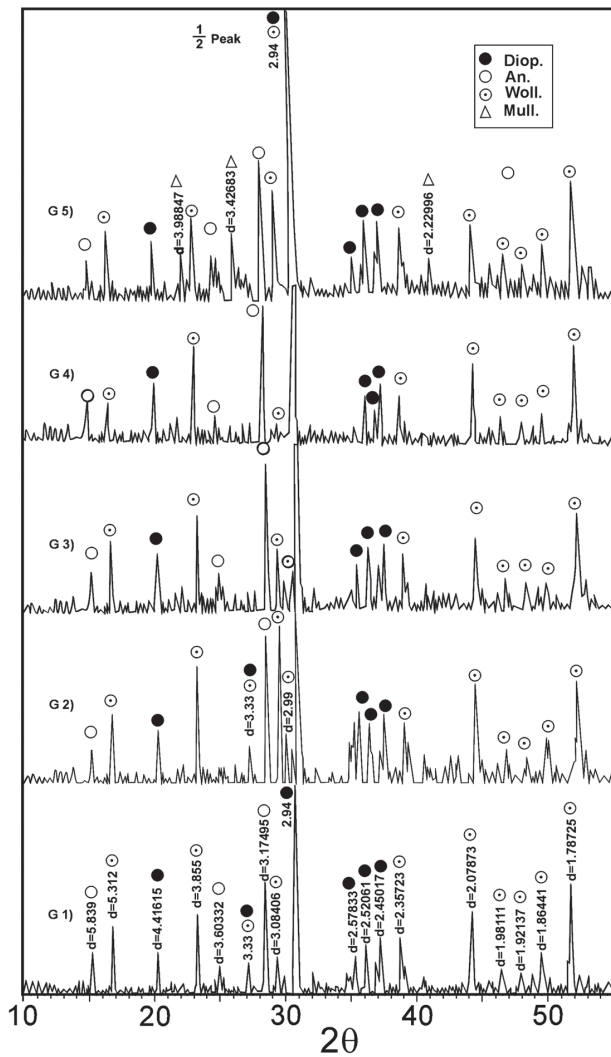 1/2 Peak
2.94
Diop.
An.
Woll.
Mull.
G 5)
d=3.98847
d=3.42683
d=2.22996
G 4)
G 3)
G 2)
d=3.33
d=2.99
G 1)
d=5.839
d=5.312
d=4.41615
d=3.855
d=3.60332
3.33
d=3.17495
d=3.08406
2.94
d=2.57833
d=2.52061
d=2.45017
d=2.35723
d=2.07873
d=1.98111
d=1.92137
d=1.86441
d=1.78725
10 20 30 40 50
2θ